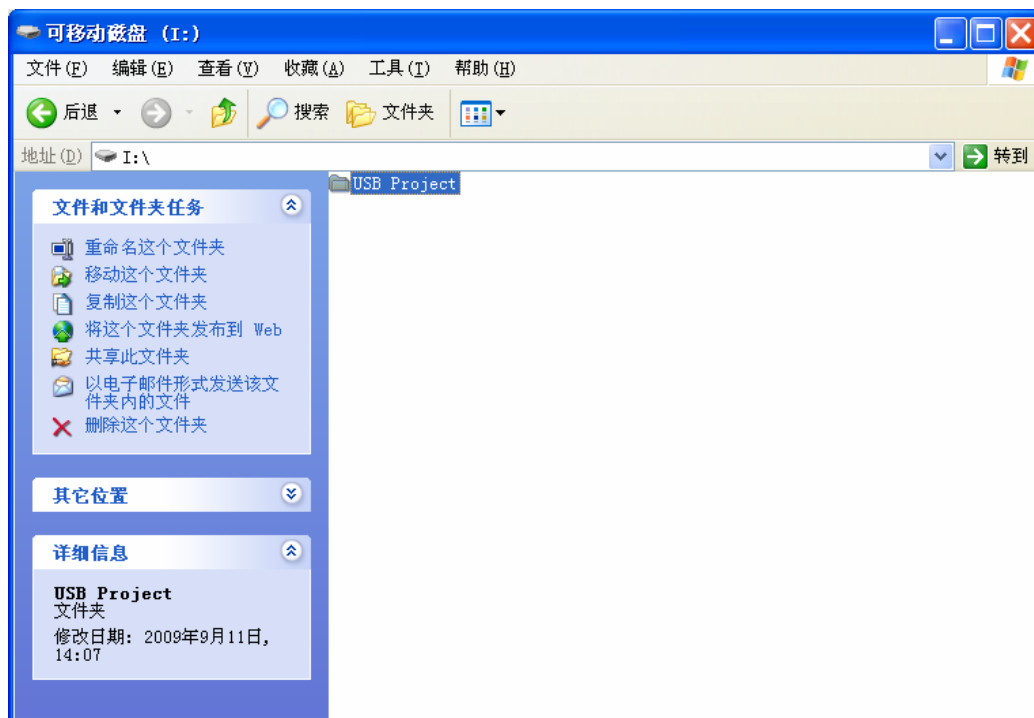 可移动磁盘 (I:)
文件(F) 编辑(E) 查看(V) 收藏(A) 工具(T) 帮助(H)
后退 搜索 文件夹
地址(D) I:\ 转到
USB Project
文件和文件夹任务
重命名这个文件夹
移动这个文件夹
复制这个文件夹
将这个文件夹发布到 Web
共享此文件夹
以电子邮件形式发送该文
件夹内的文件
删除这个文件夹
其它位置
详细信息
USB Project
文件夹
修改日期: 2009年9月11日,
14:07